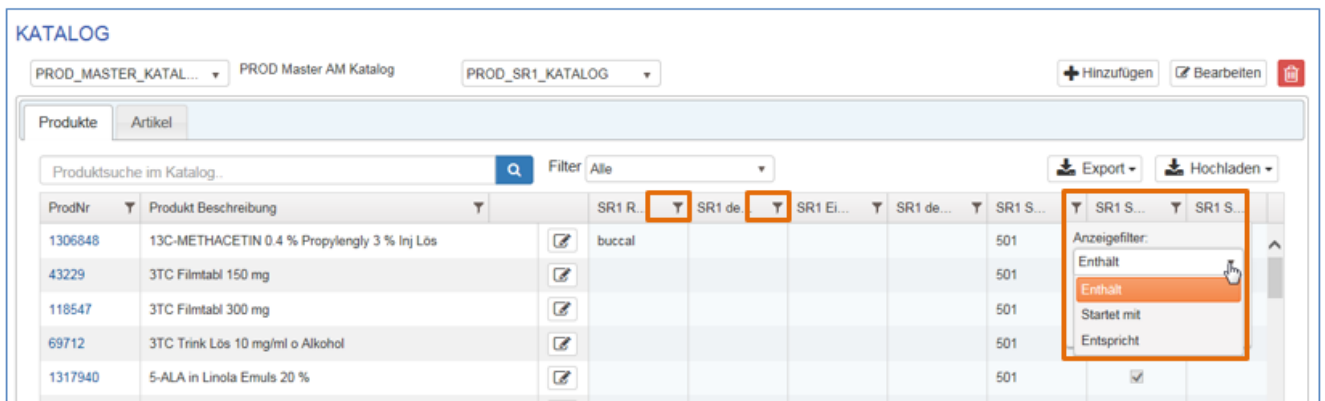 KATALOG
PROD_MASTER_KATAL... PROD Master AM Katalog PROD_SR1_KATALOG Hinzufügen Bearbeiten
Produkte Artikel
Produktsuche im Katalog.. Filter Alle Export Hochladen
ProdNr Produkt Beschreibung SR1 R... SR1 de... SR1 Ei... SR1 de... SR1 S... SR1 S... SR1 S...
1306848 13C-METHACETIN 0.4 % Propylengly 3 % Inj Lös buccal 501
Anzeigefilter:
Enthält
43229 3TC Filmtabl 150 mg 501
Enthält
118547 3TC Filmtabl 300 mg 501 Startet mit
69712 3TC Trink Lös 10 mg/ml o Alkohol 501 Entspricht
1317940 5-ALA in Linola Emuls 20 % 501